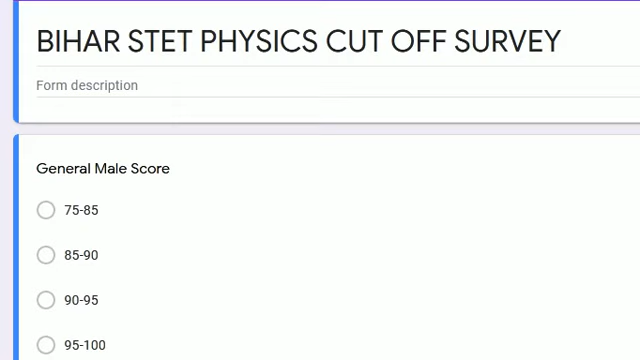 BIHAR STET PHYSICS CUT OFF SURVEY
Form description
General Male Score
75-85
85-90
90-95
95-100